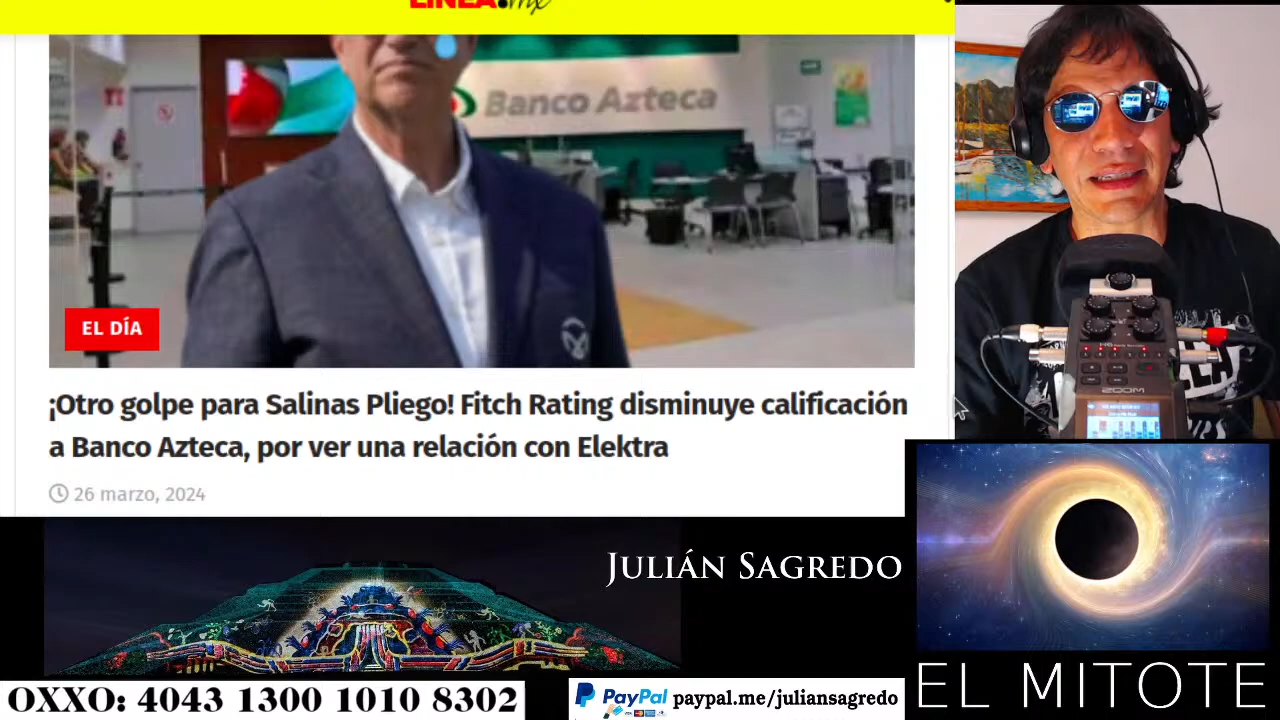 LINEA.mx
Banco Azteca
EL DÍA
¡Otro golpe para Salinas Pliego! Fitch Rating disminuye calificación
a Banco Azteca, por ver una relación con Elektra
26 marzo, 2024
zoom
JULIÁN SAGREDO
EL MITOTE
OXXO: 4043 1300 1010 8302
PayPal paypal.me/juliansagredo